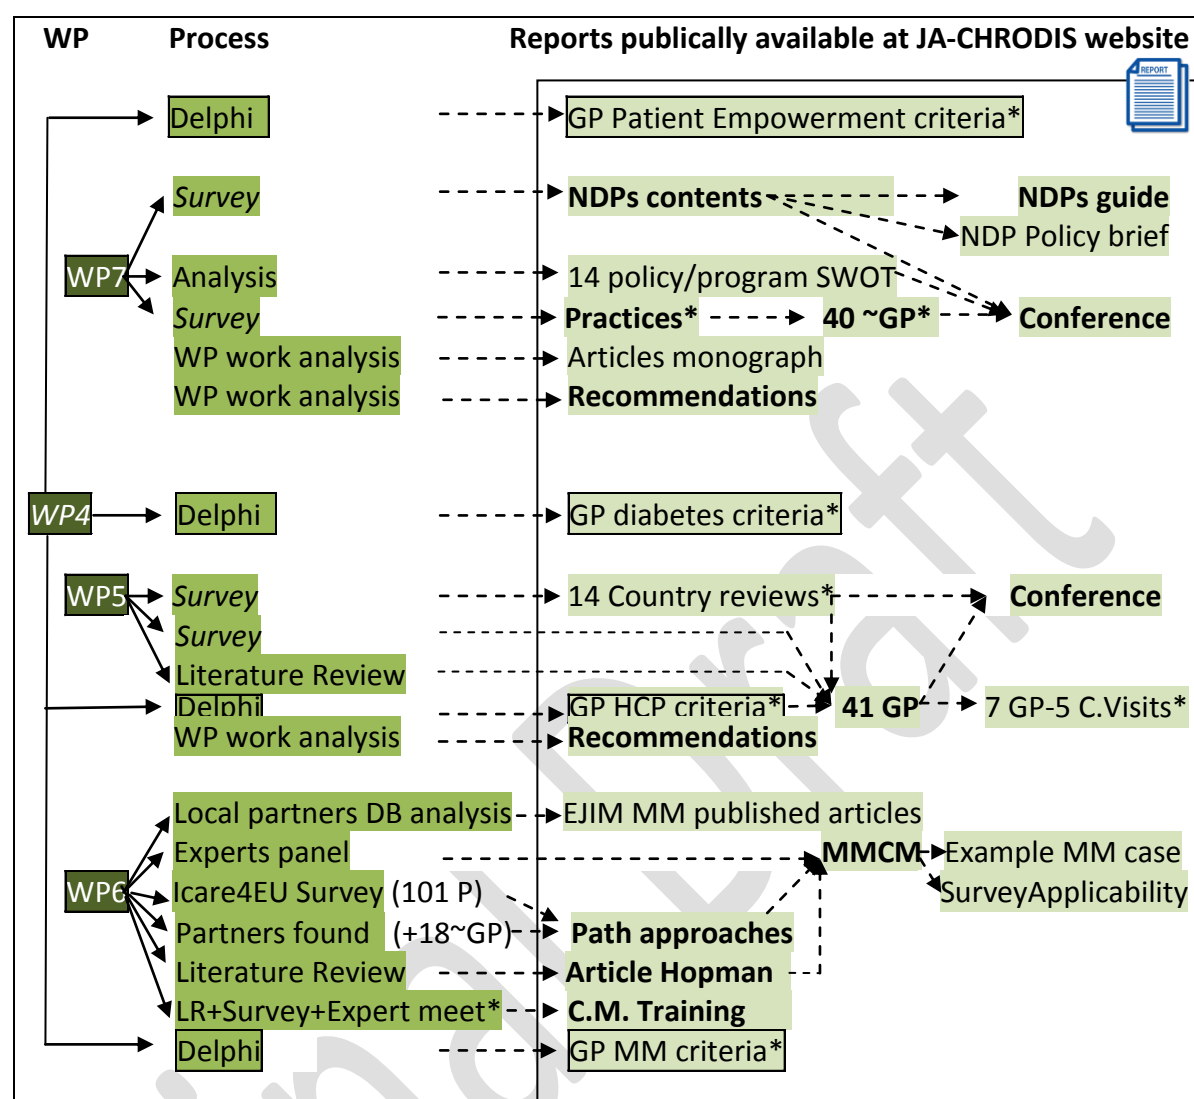 WP Process Reports publically available at JA-CHRODIS website
REPORT
Delphi GP Patient Empowerment criteria*
Survey NDPs contents NDPs guide
NDP Policy brief
WP7 Analysis 14 policy/program SWOT
Survey Practices* 40 ~GP* Conference
WP work analysis Articles monograph
WP work analysis Recommendations
WP4 Delphi GP diabetes criteria*
WP5 Survey 14 Country reviews* Conference
Survey
Literature Review
Delphi GP HCP criteria* 41 GP 7 GP-5 C.Visits*
WP work analysis Recommendations
Local partners DB analysis EJIM MM published articles
Experts panel MMCM Example MM case
WP6 Icare4EU Survey (101 P) SurveyApplicability
Partners found (+18~GP) Path approaches
Literature Review Article Hopman
LR+Survey+Expert meet* C.M. Training
Delphi GP MM criteria*